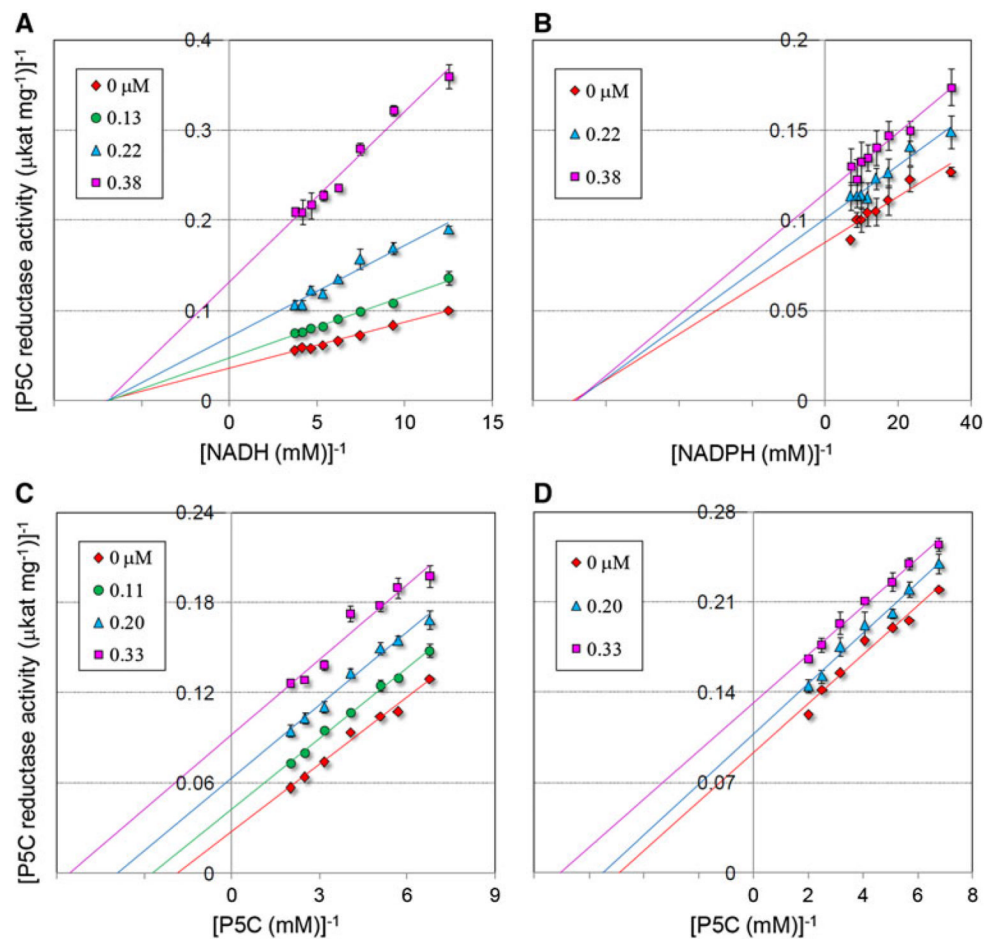 A
[P5C reductase activity (µkat mg⁻¹)]⁻¹
0.4
0.3
0.2
0.1
0
0 µM
0.13
0.22
0.38
0 5 10 15
[NADH (mM)]⁻¹
B
0.2
0.15
0.1
0.05
0
0 µM
0.22
0.38
0 20 40
[NADPH (mM)]⁻¹
C
[P5C reductase activity (µkat mg⁻¹)]⁻¹
0.24
0.18
0.12
0.06
0
0 µM
0.11
0.20
0.33
0 3 6 9
[P5C (mM)]⁻¹
D
0.28
0.21
0.14
0.07
0
0 µM
0.20
0.33
0 2 4 6 8
[P5C (mM)]⁻¹